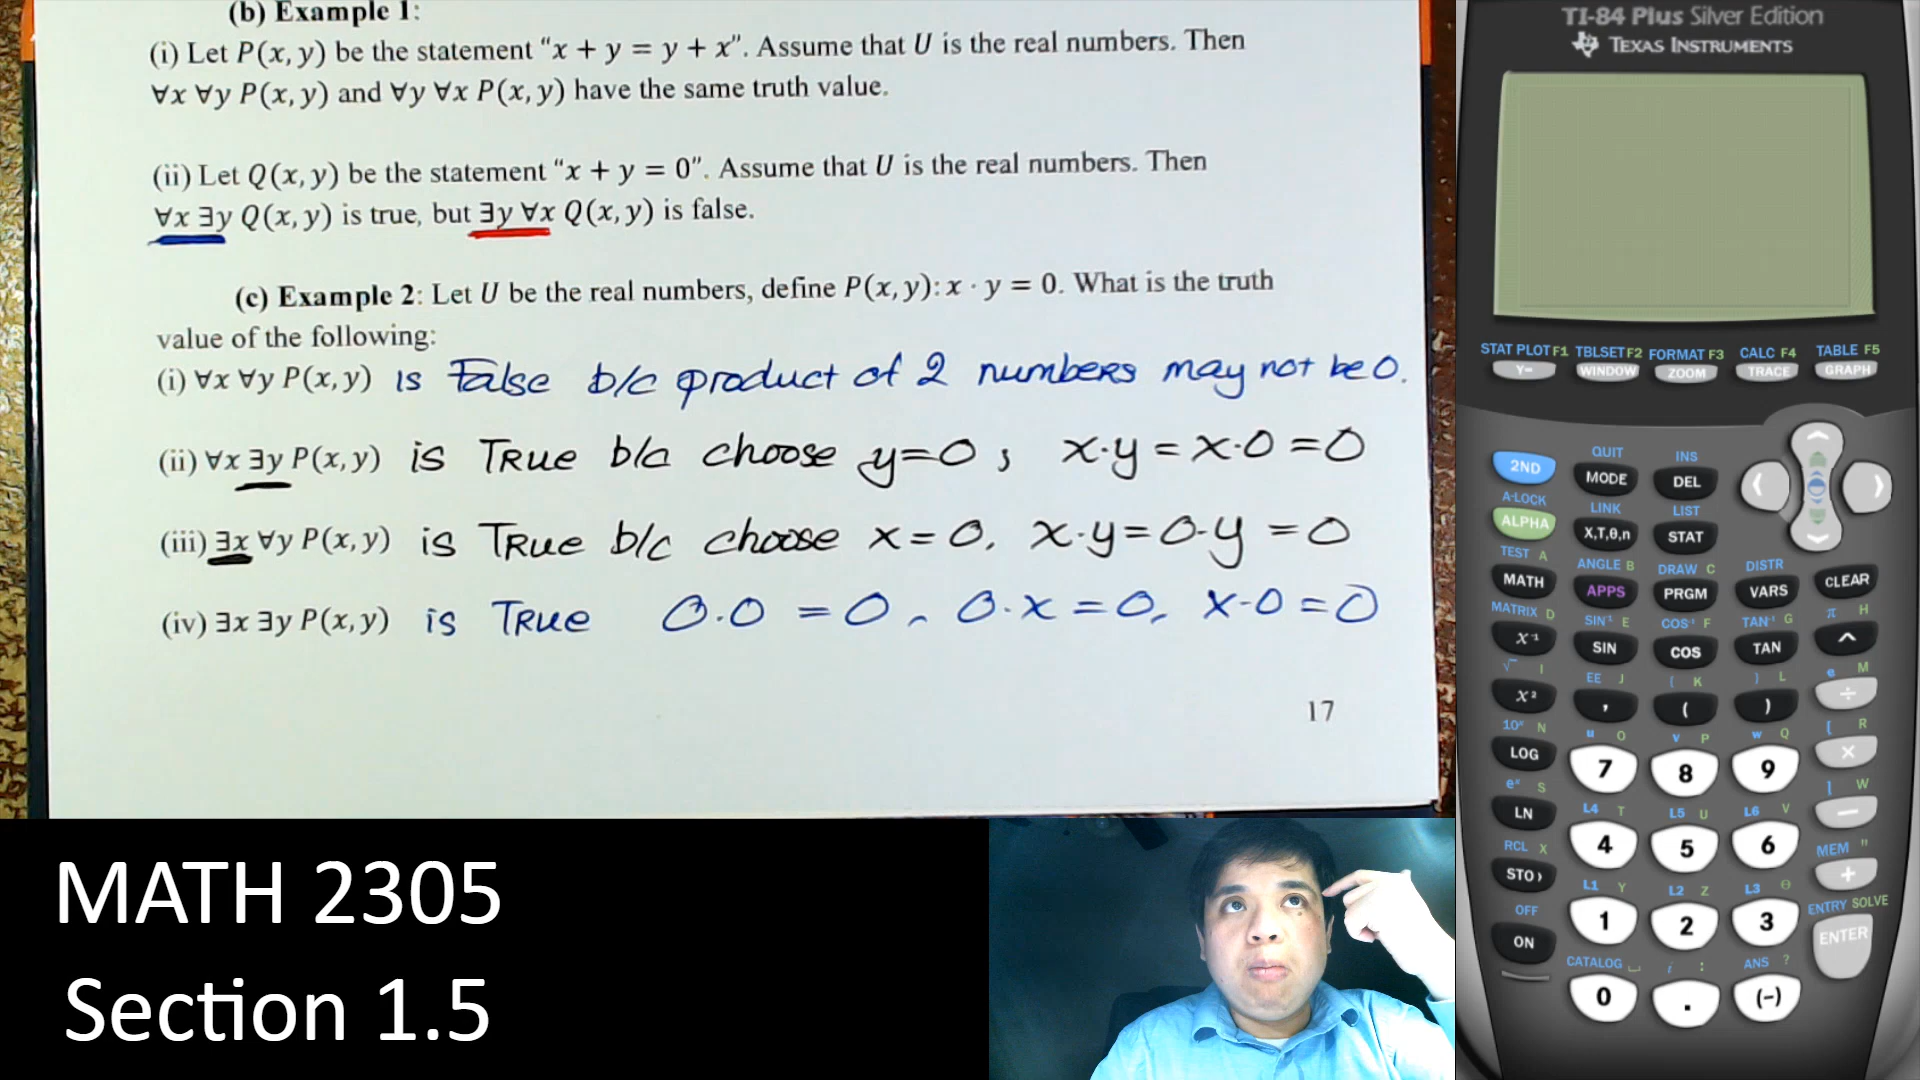 (b) Example 1:
(i) Let P(x, y) be the statement “x + y = y + x”. Assume that U is the real numbers. Then
∀x ∀y P(x, y) and ∀y ∀x P(x, y) have the same truth value.
(ii) Let Q(x, y) be the statement “x + y = 0”. Assume that U is the real numbers. Then
∀x ∃y Q(x, y) is true, but ∃y ∀x Q(x, y) is false.
(c) Example 2: Let U be the real numbers, define P(x, y): x · y = 0. What is the truth
value of the following:
(i) ∀x ∀y P(x, y) is False b/c product of 2 numbers may not be 0.
(ii) ∀x ∃y P(x, y) is True b/c choose y=0; x·y = x·0 = 0
(iii) ∃x ∀y P(x, y) is True b/c choose x = 0, x·y = 0·y = 0
(iv) ∃x ∃y P(x, y) is True 0·0 = 0, 0·x = 0, x·0 = 0
17
MATH 2305
Section 1.5
TI-84 Plus Silver Edition
TEXAS INSTRUMENTS
STAT PLOT F1 TBLSET F2 FORMAT F3 CALC F4 TABLE F5
Y= WINDOW ZOOM TRACE GRAPH
QUIT INS
2ND MODE DEL
A-LOCK LINK LIST
ALPHA X,T,θ,n STAT
TEST A ANGLE B DRAW C DISTR
MATH APPS PRGM VARS CLEAR
MATRIX D SIN⁻¹ E COS⁻¹ F TAN⁻¹ G π H
X⁻¹ SIN COS TAN ^
√ I EE J { K } L e M
X² , ( ) ÷
10ˣ N u O v P w Q [ R
LOG 7 8 9 ×
eˣ S L4 T L5 U L6 V ] W
LN 4 5 6 −
RCL X L1 Y L2 Z L3 θ MEM "
STO› 1 2 3 +
OFF CATALOG ␣ i : ANS ? ENTRY SOLVE
ON 0 . (-) ENTER